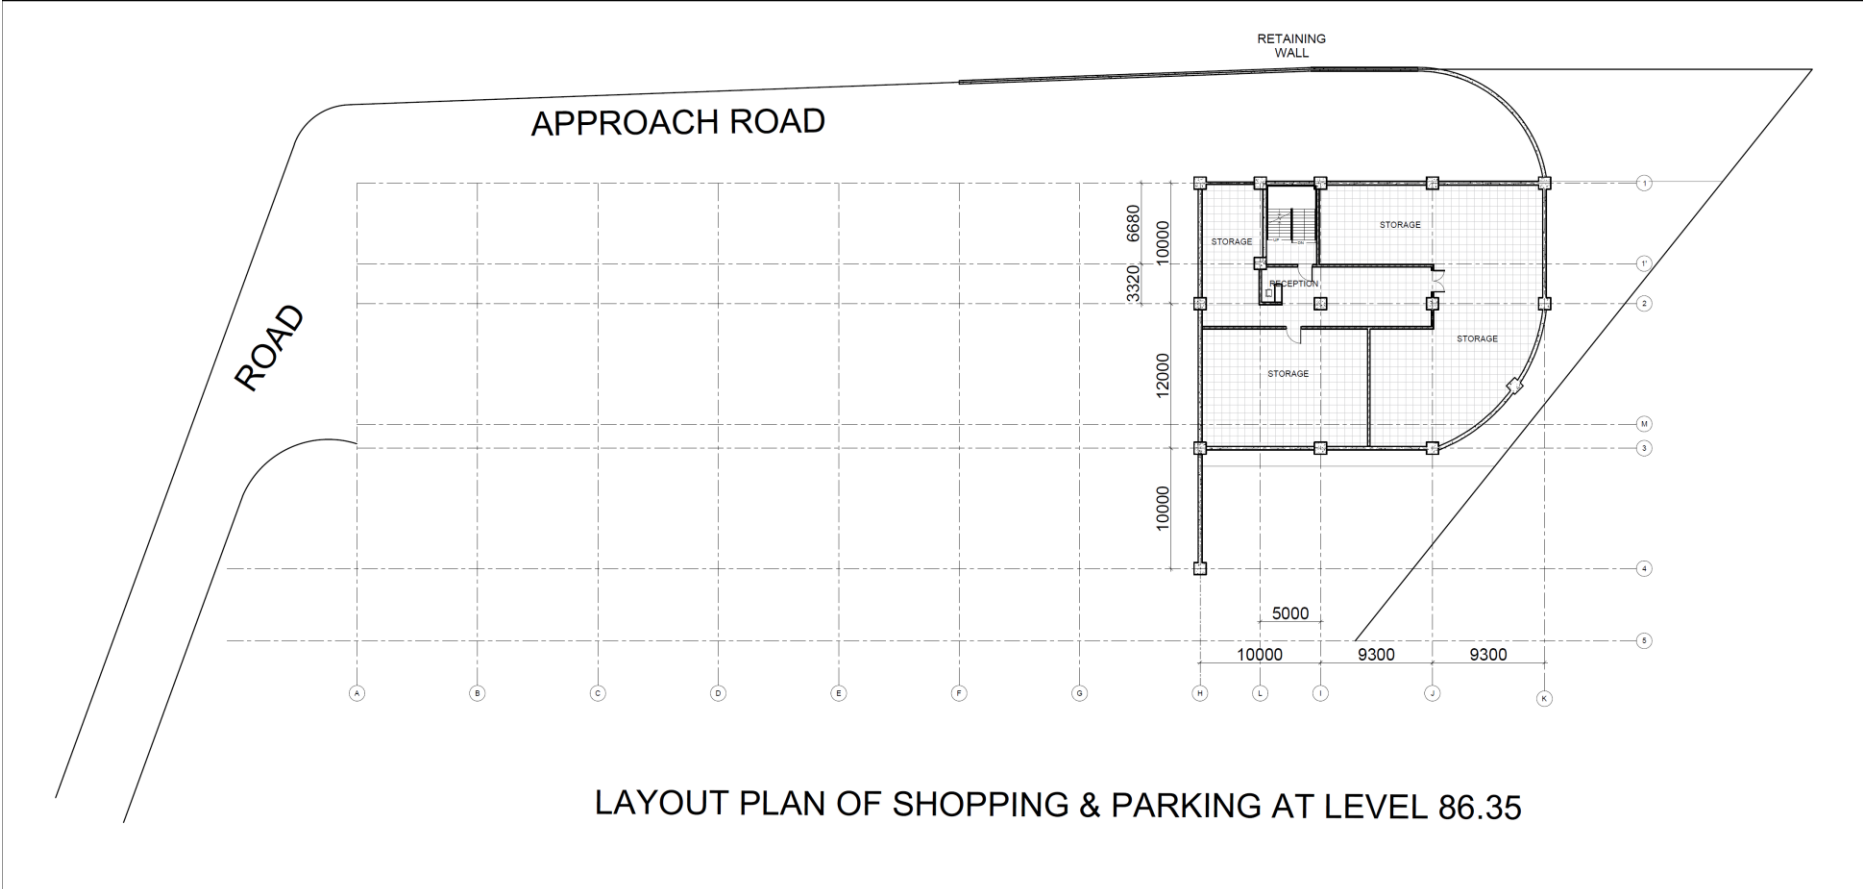 RETAINING
WALL
APPROACH ROAD
ROAD
6680
10000
3320
12000
10000
STORAGE
STORAGE
RECEPTION
STORAGE
STORAGE
1
1'
2
M
3
4
5
5000
10000
9300
9300
A
B
C
D
E
F
G
H
L
I
J
K
LAYOUT PLAN OF SHOPPING & PARKING AT LEVEL 86.35